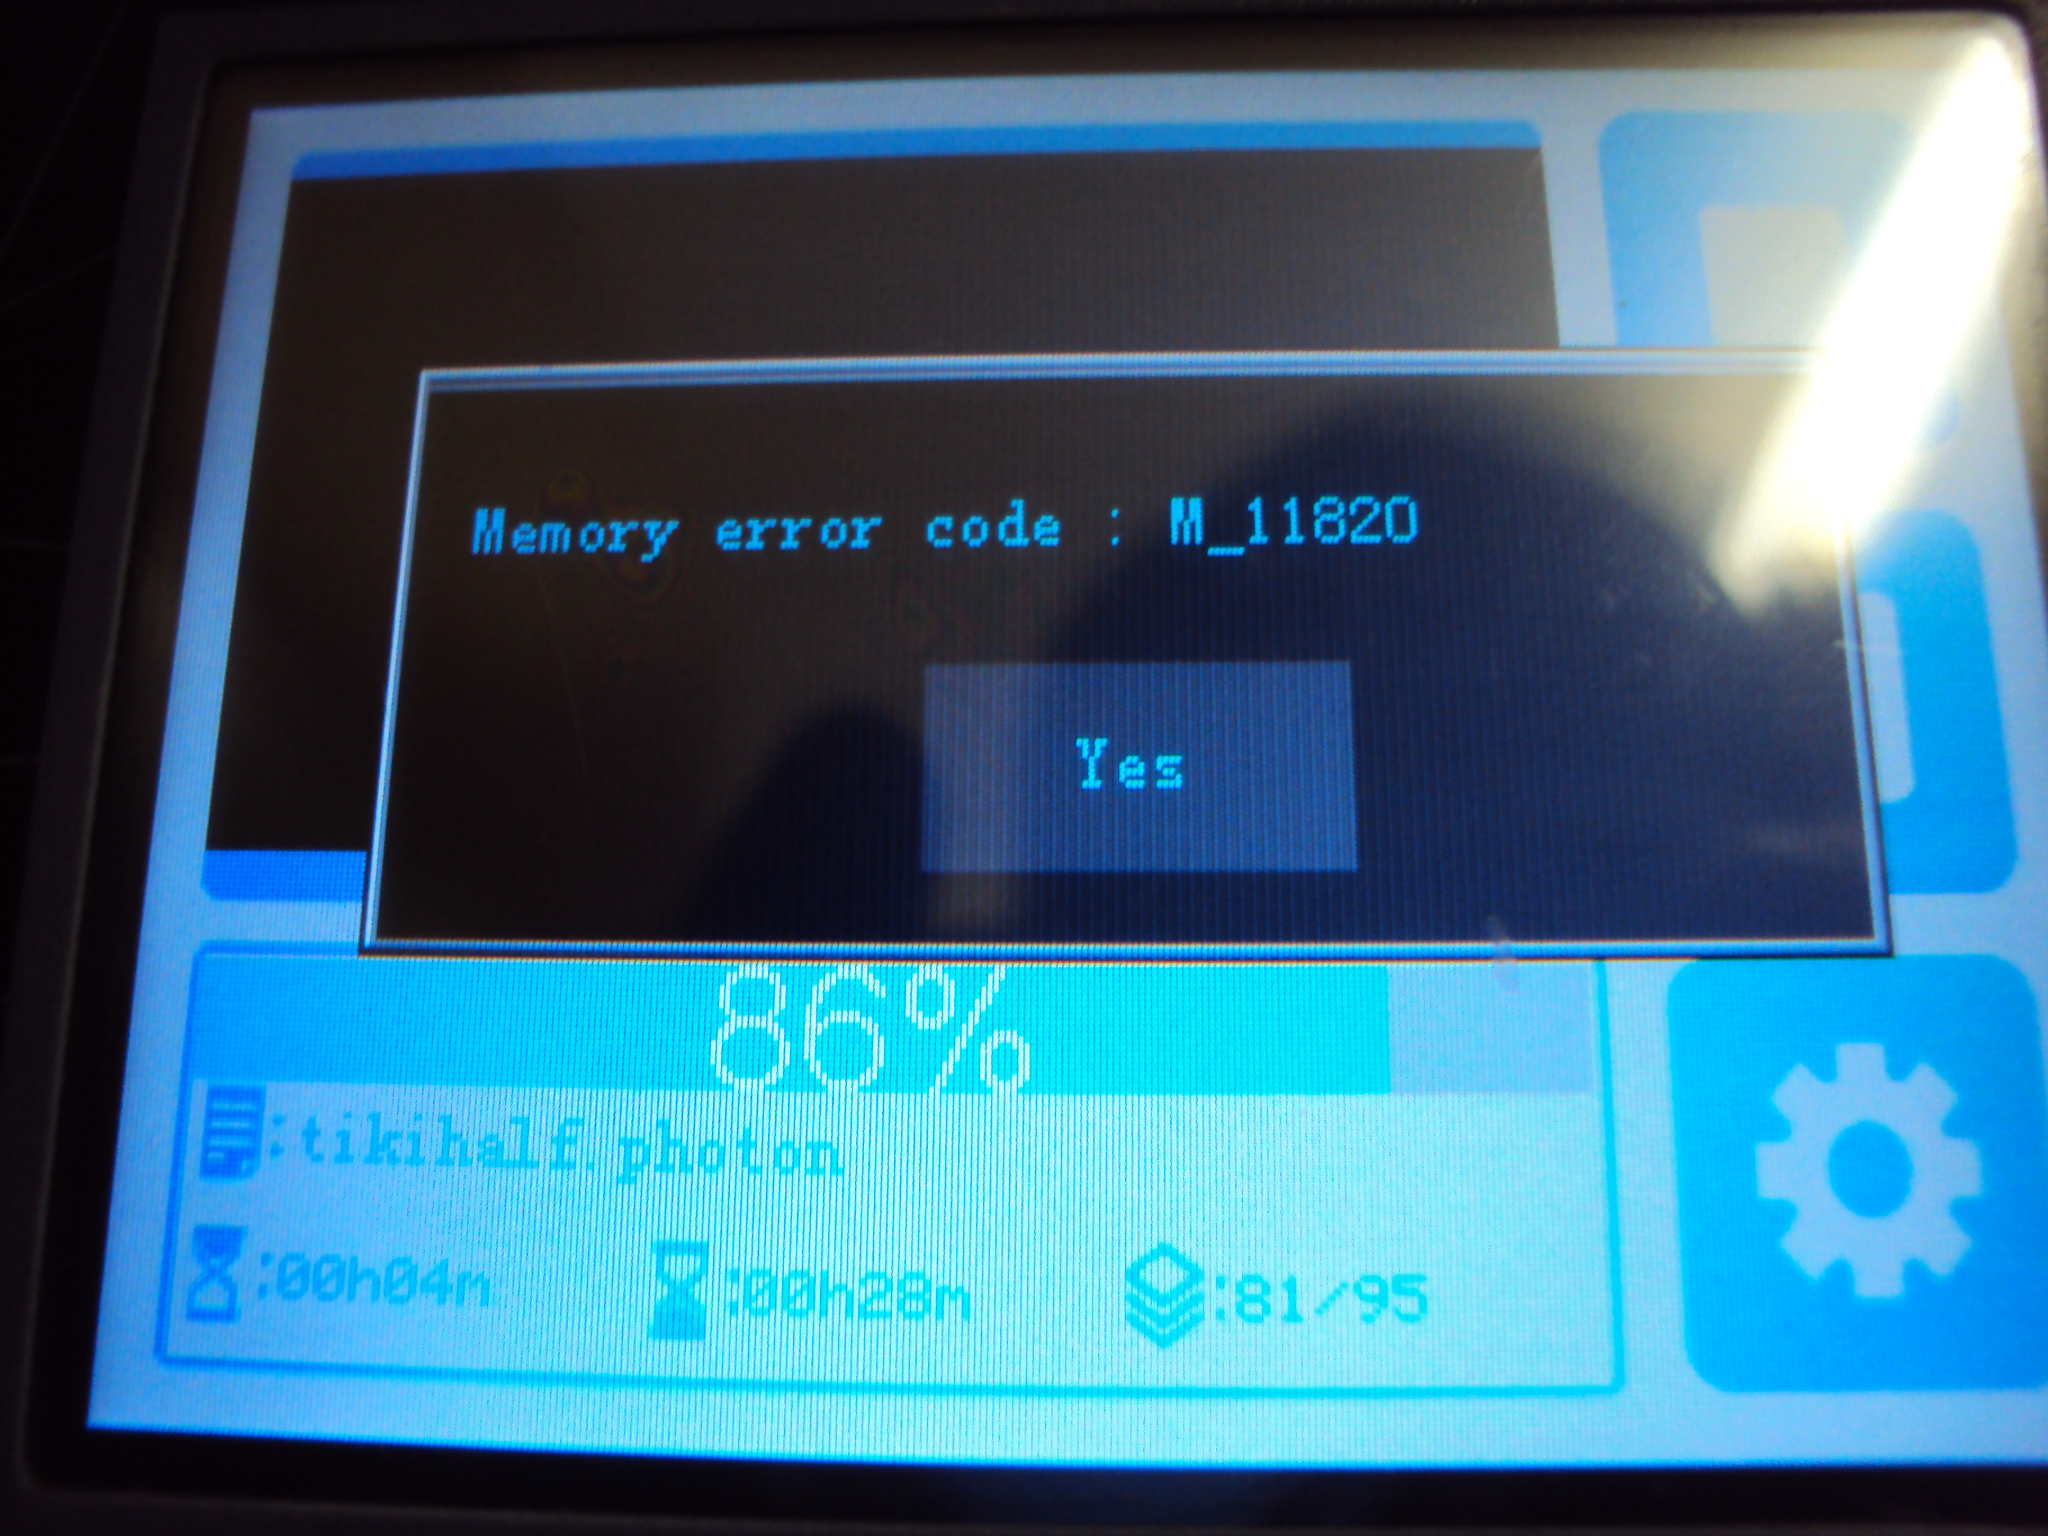 Memory error code : M_11820
Yes
86%
:tikihalf.photon
:00h04m :00h28m :81/95